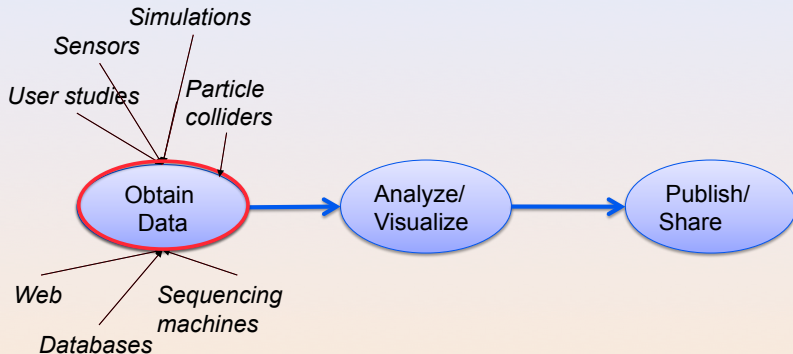 Simulations
Sensors
User studies
Particle
colliders
Obtain
Data
Analyze/
Visualize
Publish/
Share
Web
Sequencing
machines
Databases